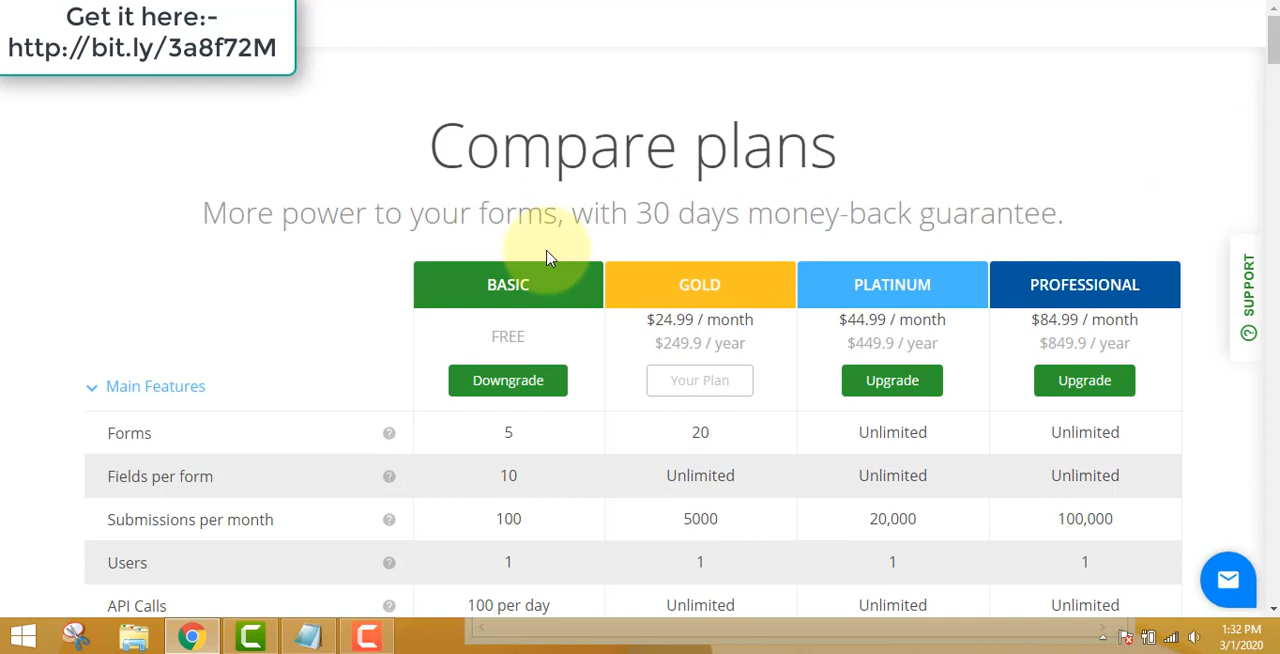 Get it here:-
http://bit.ly/3a8f72M
Compare plans
More power to your forms, with 30 days money-back guarantee.
BASIC GOLD PLATINUM PROFESSIONAL
FREE $24.99 / month $44.99 / month $84.99 / month
$249.9 / year $449.9 / year $849.9 / year
Downgrade Your Plan Upgrade Upgrade
Main Features
Forms ? 5 20 Unlimited Unlimited
Fields per form ? 10 Unlimited Unlimited Unlimited
Submissions per month ? 100 5000 20,000 100,000
Users ? 1 1 1 1
API Calls ? 100 per day Unlimited Unlimited Unlimited
? SUPPORT
1:32 PM
3/1/2020